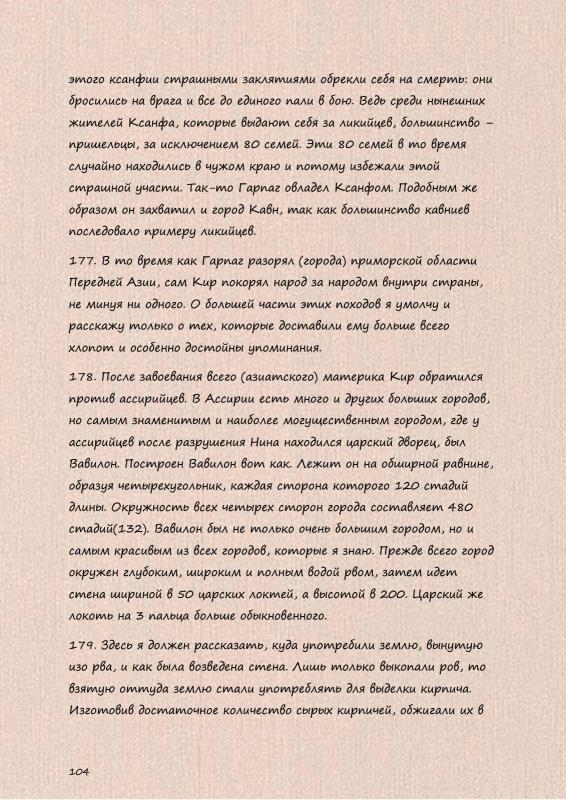 этого ксанфии страшными заклятиями обрекли себя на смерть: они
бросились на врага и все до единого пали в бою. Ведь среди нынешних
жителей Ксанфа, которые выдают себя за ликийцев, большинство –
пришельцы, за исключением 80 семей. Эти 80 семей в то время
случайно находились в чужом краю и потому избежали этой
страшной участи. Так-то Гарпаг овладел Ксанфом. Подобным же
образом он захватил и город Кавн, так как большинство кавниев
последовало примеру ликийцев.
177. В то время как Гарпаг разорял (города) приморской области
Передней Азии, сам Кир покорял народ за народом внутри страны,
не минуя ни одного. О большей части этих походов я умолчу и
расскажу только о тех, которые доставили ему больше всего
хлопот и особенно достойны упоминания.
178. После завоевания всего (азиатского) материка Кир обратился
против ассирийцев. В Ассирии есть много и других больших городов,
но самым знаменитым и наиболее могущественным городом, где у
ассирийцев после разрушения Нина находился царский дворец, был
Вавилон. Построен Вавилон вот как. Лежит он на обширной равнине,
образуя четырехугольник, каждая сторона которого 120 стадий
длины. Окружность всех четырех сторон города составляет 480
стадий(132). Вавилон был не только очень большим городом, но и
самым красивым из всех городов, которые я знаю. Прежде всего город
окружен глубоким, широким и полным водой рвом, затем идет
стена шириной в 50 царских локтей, а высотой в 200. Царский же
локоть на 3 пальца больше обыкновенного.
179. Здесь я должен рассказать, куда употребили землю, вынутую
изо рва, и как была возведена стена. Лишь только выкопали ров, то
взятую оттуда землю стали употреблять для выделки кирпича.
Изготовив достаточное количество сырых кирпичей, обжигали их в
104